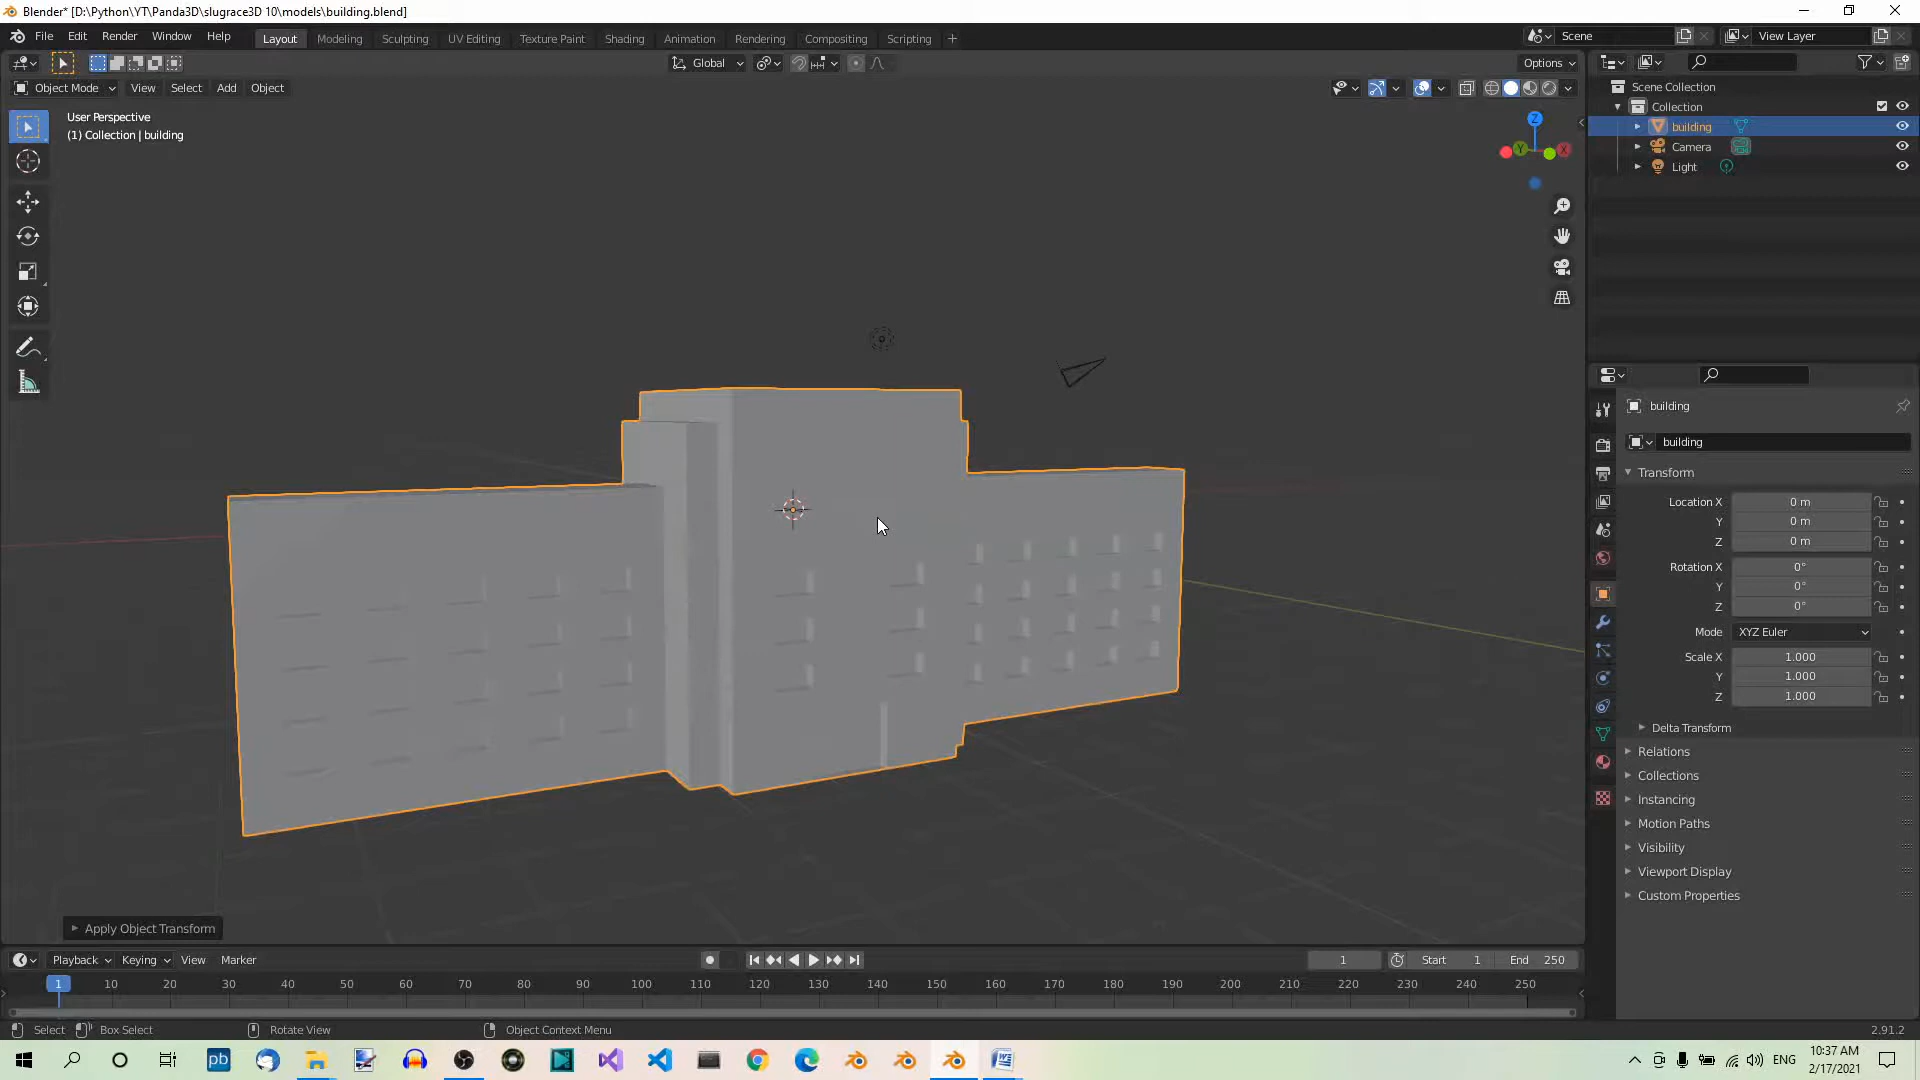 Blender* [D:\Python\YT\Panda3D\slugrace3D 10\models\building.blend]
File Edit Render Window Help
Layout Modeling Sculpting UV Editing Texture Paint Shading Animation Rendering Compositing Scripting
Scene
View Layer
Global
Options
Object Mode View Select Add Object
User Perspective
(1) Collection | building
Z
Y
X
Scene Collection
Collection
building
Camera
Light
building
building
Transform
Location X 0 m
Y 0 m
Z 0 m
Rotation X 0°
Y 0°
Z 0°
Mode XYZ Euler
Scale X 1.000
Y 1.000
Z 1.000
Delta Transform
Relations
Collections
Instancing
Motion Paths
Visibility
Viewport Display
Custom Properties
Apply Object Transform
Playback Keying View Marker
1
Start 1
End 250
1 10 20 30 40 50 60 70 80 90 100 110 120 130 140 150 160 170 180 190 200 210 220 230 240 250
Select Box Select Rotate View Object Context Menu
2.91.2
pb
ENG
10:37 AM
2/17/2021